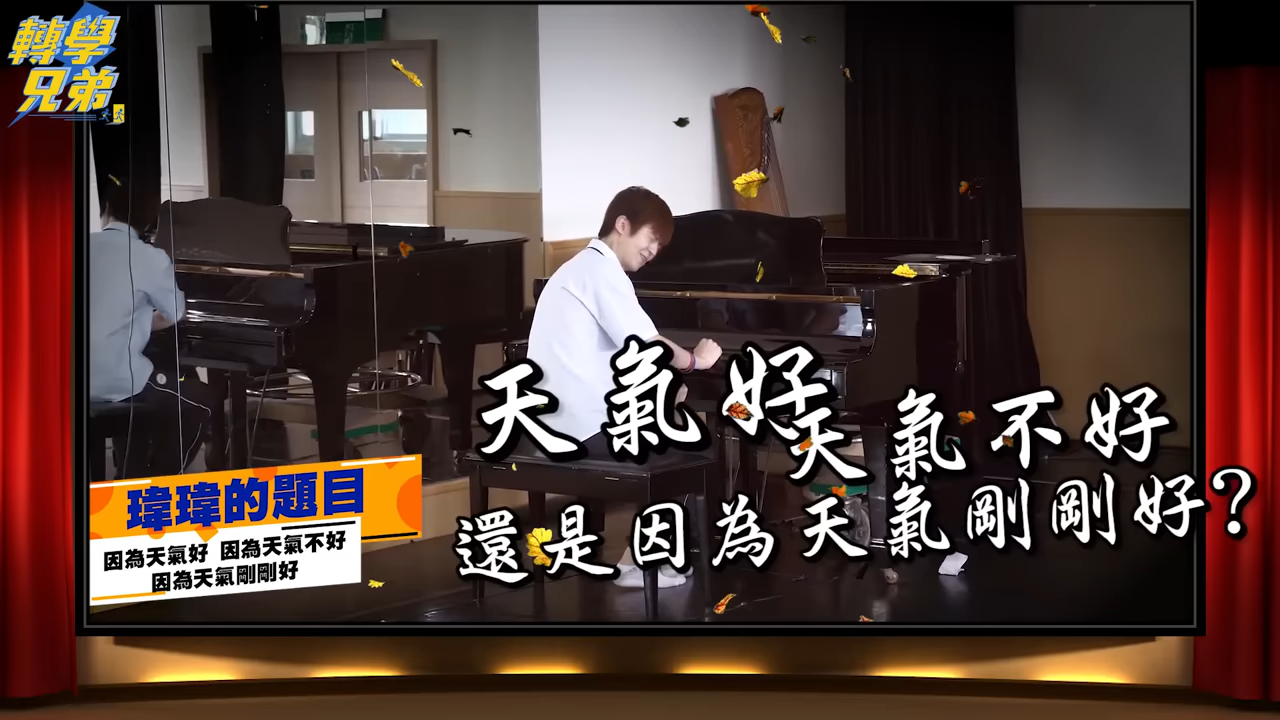 轉學
兄弟
天氣好
天氣不好
還是因為天氣剛剛好?
瑋瑋的題目
因為天氣好 因為天氣不好
因為天氣剛剛好